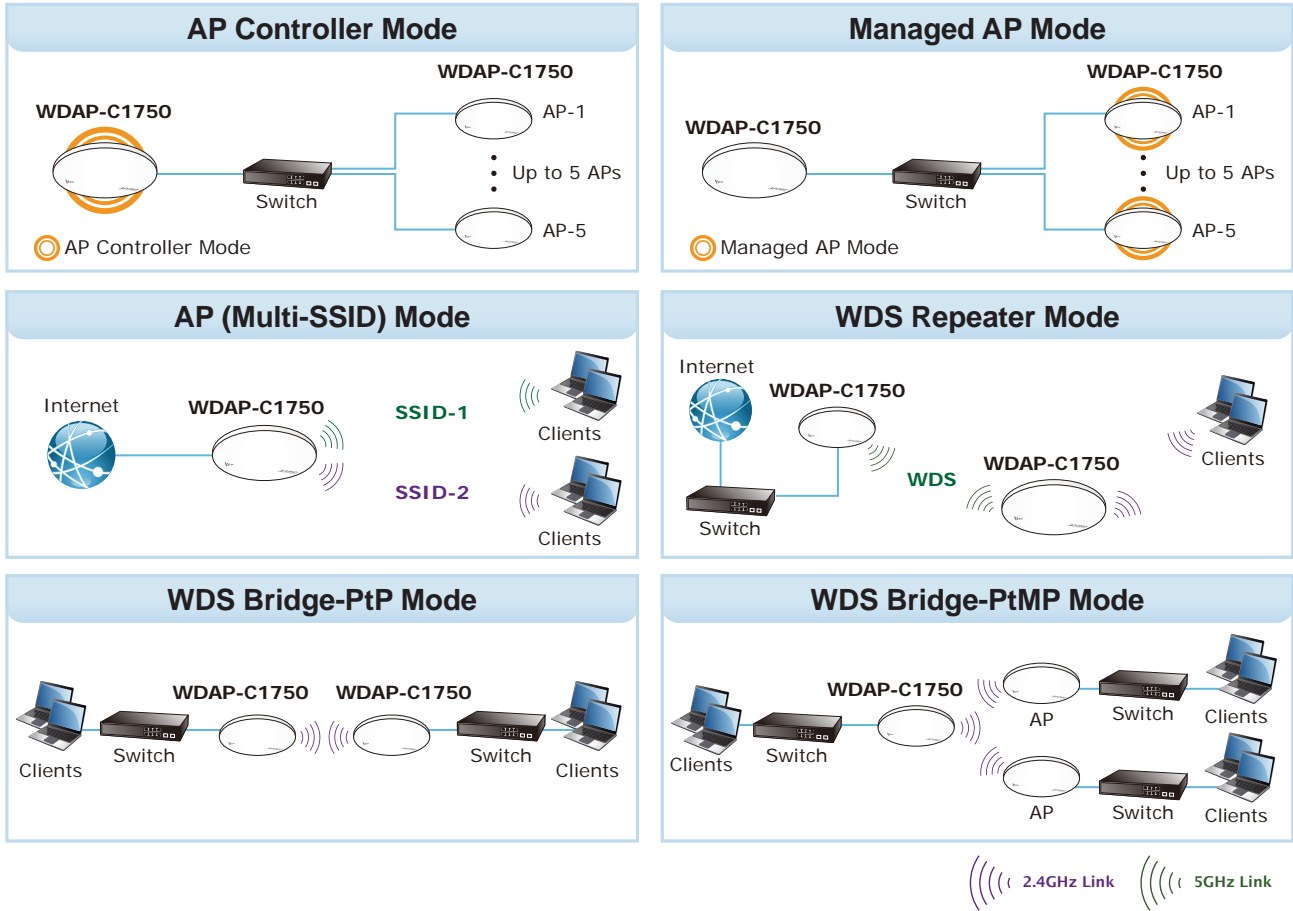 AP Controller Mode
WDAP-C1750
WDAP-C1750
AP-1
Up to 5 APs
Switch
AP-5
AP Controller Mode
Managed AP Mode
WDAP-C1750
WDAP-C1750
AP-1
Up to 5 APs
Switch
AP-5
Managed AP Mode
AP (Multi-SSID) Mode
Internet
WDAP-C1750
SSID-1
Clients
SSID-2
Clients
WDS Repeater Mode
Internet
WDAP-C1750
Switch
WDS
WDAP-C1750
Clients
WDS Bridge-PtP Mode
WDAP-C1750
WDAP-C1750
Clients
Switch
Switch
Clients
WDS Bridge-PtMP Mode
WDAP-C1750
Clients
Switch
AP
Switch
Clients
AP
Switch
Clients
2.4GHz Link
5GHz Link